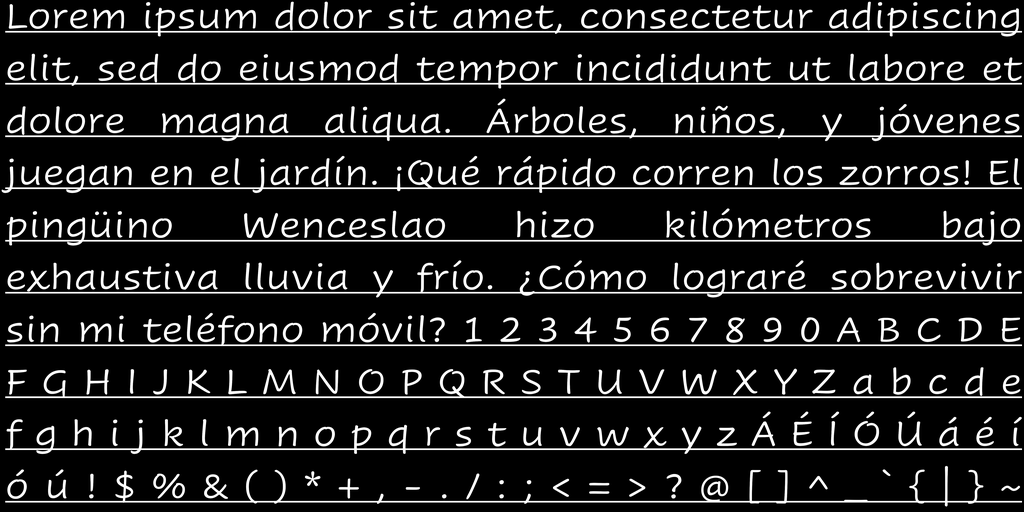 Lorem ipsum dolor sit amet, consectetur adipiscing
elit, sed do eiusmod tempor incididunt ut labore et
dolore magna aliqua. Árboles, niños, y jóvenes
juegan en el jardín. ¡Qué rápido corren los zorros! El
pingüino Wenceslao hizo kilómetros bajo
exhaustiva lluvia y frío. ¿Cómo lograré sobrevivir
sin mi teléfono móvil? 1 2 3 4 5 6 7 8 9 0 A B C D E
F G H I J K L M N O P Q R S T U V W X Y Z a b c d e
f g h i j k l m n o p q r s t u v w x y z Á É Í Ó Ú á é í
ó ú ! $ % & ( ) * + , - . / : ; < = > ? @ [ ] ^ _ ` { | } ~